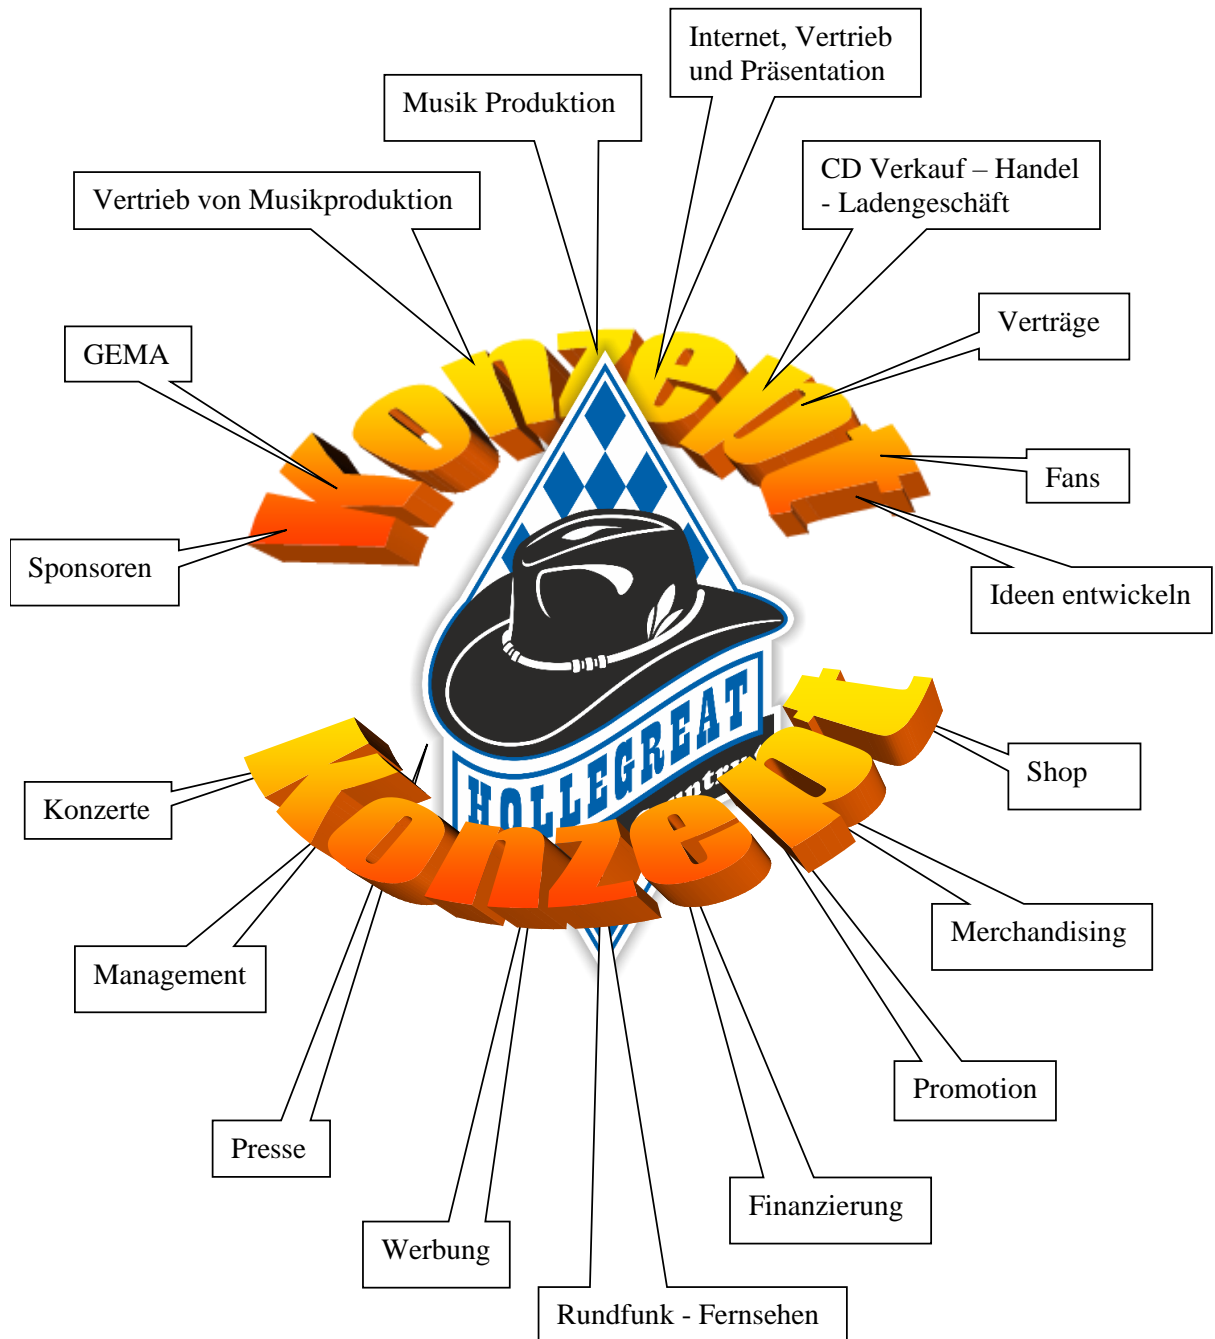 Internet, Vertrieb
und Präsentation
Musik Produktion
CD Verkauf – Handel
- Ladengeschäft
Vertrieb von Musikproduktion
Verträge
GEMA
Konzept
Fans
Sponsoren
Ideen entwickeln
HOLLEGREAT
Konzept
Shop
Konzerte
Merchandising
Management
Promotion
Presse
Finanzierung
Werbung
Rundfunk - Fernsehen